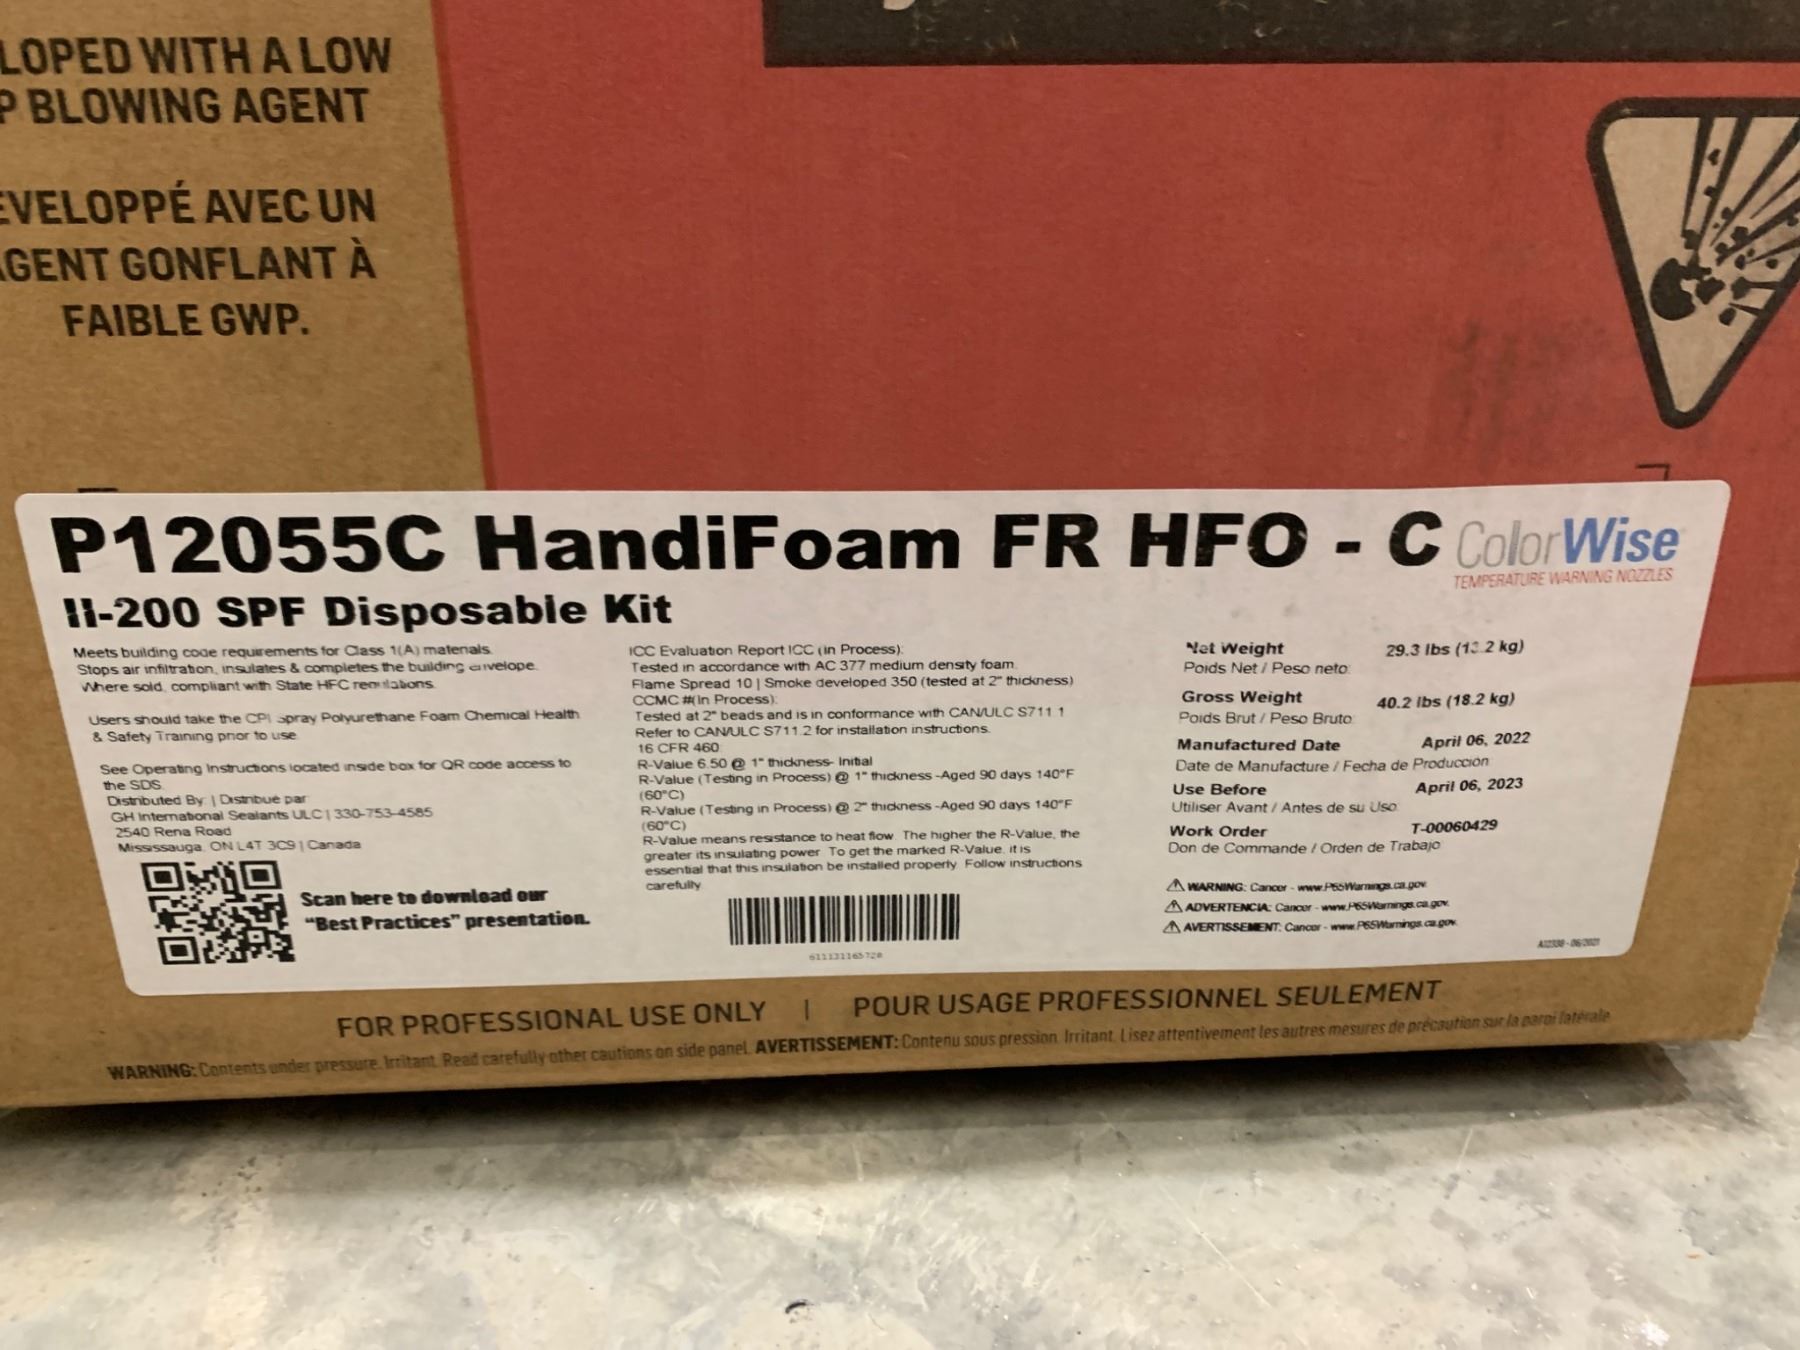 LOPED WITH A LOW
P BLOWING AGENT
EVELOPPÉ AVEC UN
AGENT GONFLANT À
FAIBLE GWP.
P12055C HandiFoam FR HFO - C ColorWise
TEMPERATURE WARNING NOZZLES
II-200 SPF Disposable Kit
Meets building code requirements for Class 1(A) materials.
Stops air infiltration, insulates & completes the building envelope.
Where sold, compliant with State HFC regulations.
Users should take the CPI Spray Polyurethane Foam Chemical Health
& Safety Training prior to use.
See Operating Instructions located inside box for QR code access to
the SDS.
Distributed By: | Distribué par
GH International Sealants ULC | 330-753-4585
2540 Rena Road
Mississauga, ON L4T 3C9 | Canada
Scan here to download our
"Best Practices" presentation.
ICC Evaluation Report ICC (in Process):
Tested in accordance with AC 377 medium density foam.
Flame Spread 10 | Smoke developed 350 (tested at 2" thickness)
CCMC #(In Process):
Tested at 2" beads and is in conformance with CAN/ULC S711.1
Refer to CAN/ULC S711.2 for installation instructions.
16 CFR 460:
R-Value 6.50 @ 1" thickness- Initial
R-Value (Testing in Process) @ 1" thickness -Aged 90 days 140°F
(60°C)
R-Value (Testing in Process) @ 2" thickness -Aged 90 days 140°F
(60°C)
R-Value means resistance to heat flow. The higher the R-Value, the
greater its insulating power. To get the marked R-Value, it is
essential that this insulation be installed properly. Follow instructions
carefully.
611131165720
Net Weight 29.3 lbs (13.2 kg)
Poids Net / Peso neto:
Gross Weight 40.2 lbs (18.2 kg)
Poids Brut / Peso Bruto:
Manufactured Date April 06, 2022
Date de Manufacture / Fecha de Producción
Use Before April 06, 2023
Utiliser Avant / Antes de su Uso
Work Order T-00060429
Don de Commande / Orden de Trabajo
WARNING: Cancer - www.P65Warnings.ca.gov.
ADVERTENCIA: Cáncer - www.P65Warnings.ca.gov.
AVERTISSEMENT: Cancer - www.P65Warnings.ca.gov.
A12338 - 06/2021
FOR PROFESSIONAL USE ONLY | POUR USAGE PROFESSIONNEL SEULEMENT
WARNING: Contents under pressure. Irritant. Read carefully other cautions on side panel. AVERTISSEMENT: Contenu sous pression. Irritant. Lisez attentivement les autres mesures de précaution sur la paroi latérale